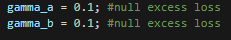 gamma_a = 0.1; #null excess loss
gamma_b = 0.1; #null excess loss